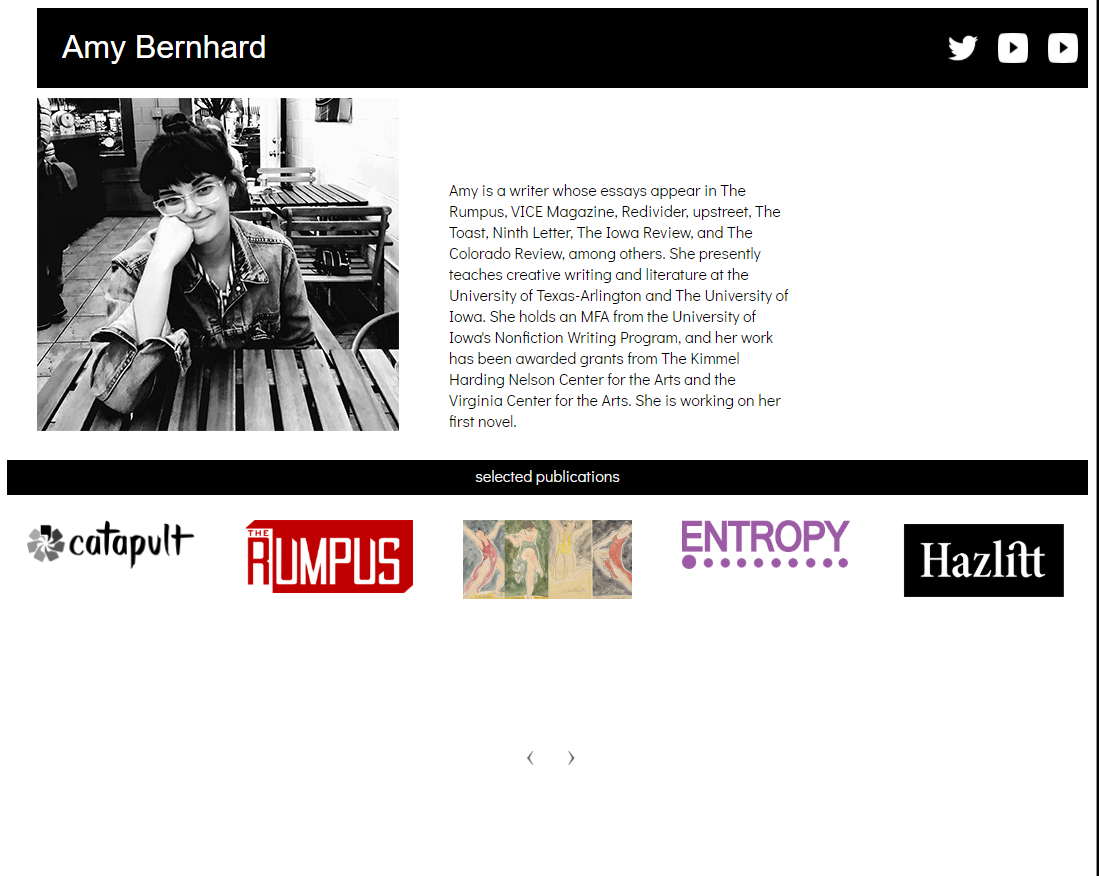 Amy Bernhard
Amy is a writer whose essays appear in The
Rumpus, VICE Magazine, Redivider, upstreet, The
Toast, Ninth Letter, The Iowa Review, and The
Colorado Review, among others. She presently
teaches creative writing and literature at the
University of Texas-Arlington and The University of
Iowa. She holds an MFA from the University of
Iowa's Nonfiction Writing Program, and her work
has been awarded grants from The Kimmel
Harding Nelson Center for the Arts and the
Virginia Center for the Arts. She is working on her
first novel.
selected publications
catapult
THE
RUMPUS
ENTROPY
Hazlitt